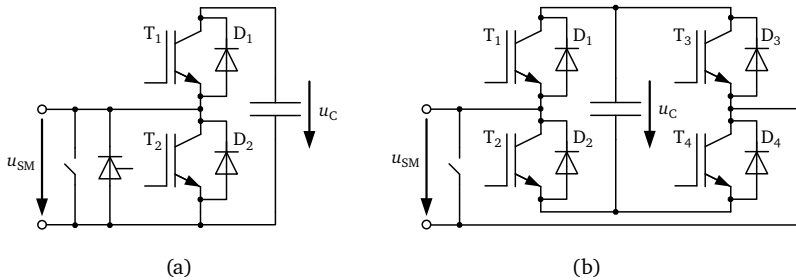 T1 D1
uC
T2 D2
uSM
(a)
T1 D1 T3 D3
uC
T2 D2 T4 D4
uSM
(b)